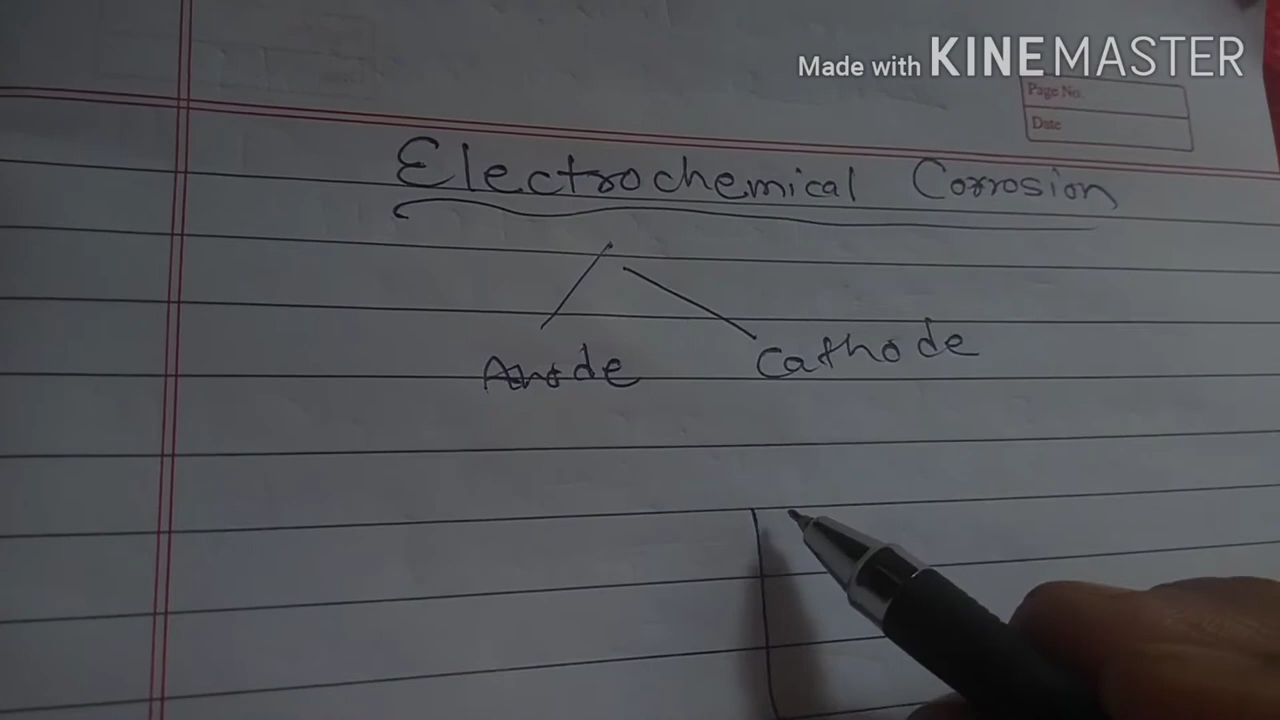 Made with KINEMASTER
Page No.
Date
Electrochemical Corrosion
Anode Cathode